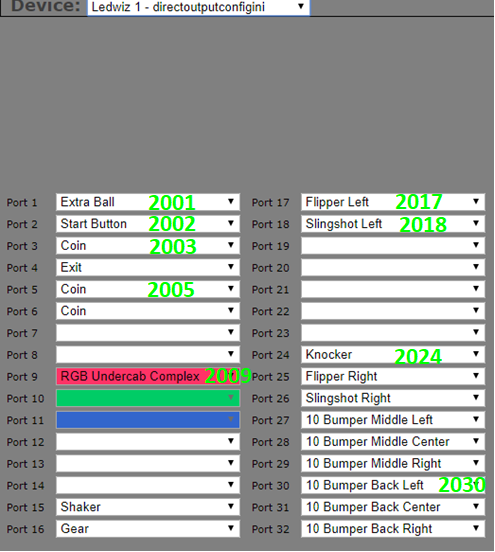 Device: Ledwiz 1 - directoutputconfigini
Port 1 Extra Ball 2001
Port 2 Start Button 2002
Port 3 Coin 2003
Port 4 Exit
Port 5 Coin 2005
Port 6 Coin
Port 7
Port 8
Port 9 RGB Undercab Complex 2009
Port 10
Port 11
Port 12
Port 13
Port 14
Port 15 Shaker
Port 16 Gear
Port 17 Flipper Left 2017
Port 18 Slingshot Left 2018
Port 19
Port 20
Port 21
Port 22
Port 23
Port 24 Knocker 2024
Port 25 Flipper Right
Port 26 Slingshot Right
Port 27 10 Bumper Middle Left
Port 28 10 Bumper Middle Center
Port 29 10 Bumper Middle Right
Port 30 10 Bumper Back Left 2030
Port 31 10 Bumper Back Center
Port 32 10 Bumper Back Right